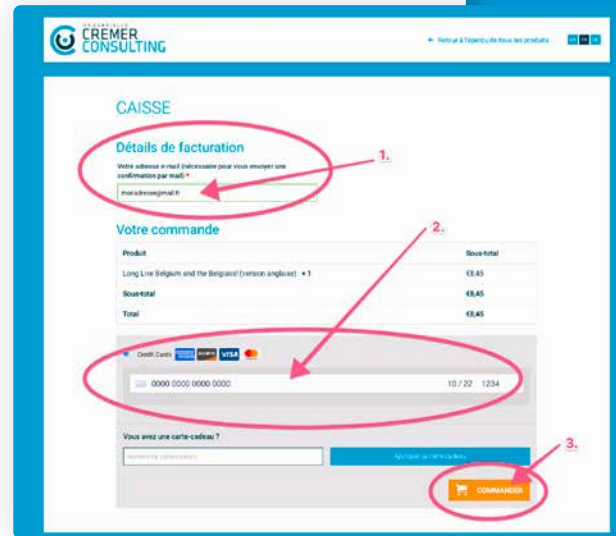 CREMER
CONSULTING
Retour à l'aperçu de tous les produits
CAISSE
Détails de facturation
1.
Votre adresse e-mail (nécessaire pour vous envoyer une
confirmation par mail) *
monadresse@mail.fr
Votre commande
2.
Produit Sous-total
Long Live Belgium and the Belgians! (version anglaise) × 1 €8,45
Sous-total €8,45
Total €8,45
Credit Cards VISA
0000 0000 0000 0000 10 / 22 1234
Vous avez une carte-cadeau ?
3.
COMMANDER